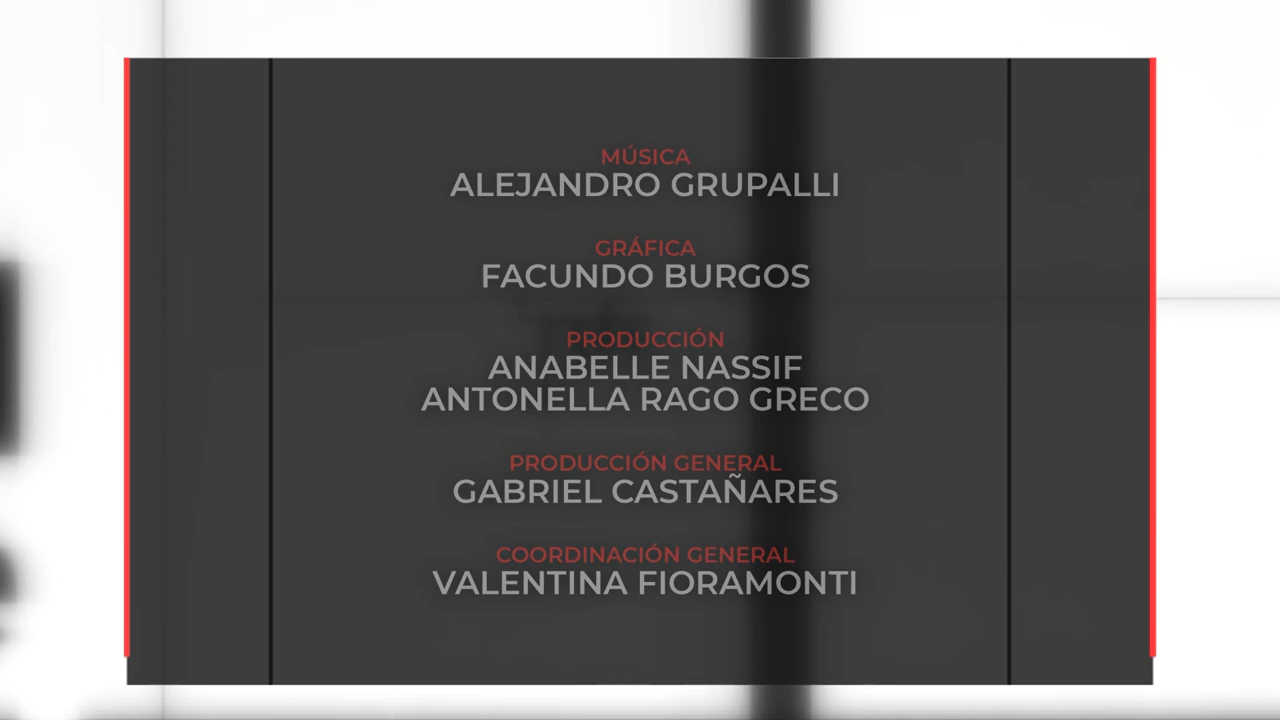 MÚSICA
ALEJANDRO GRUPALLI
GRÁFICA
FACUNDO BURGOS
PRODUCCIÓN
ANABELLE NASSIF
ANTONELLA RAGO GRECO
PRODUCCIÓN GENERAL
GABRIEL CASTAÑARES
COORDINACIÓN GENERAL
VALENTINA FIORAMONTI